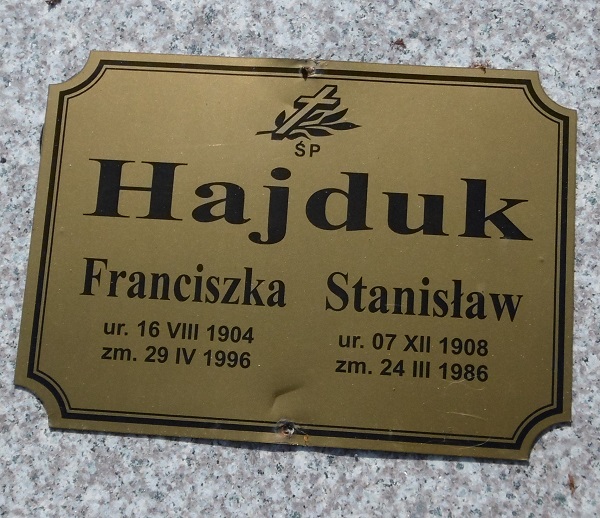 ŚP
Hajduk
Franciszka
ur. 16 VIII 1904
zm. 29 IV 1996
Stanisław
ur. 07 XII 1908
zm. 24 III 1986